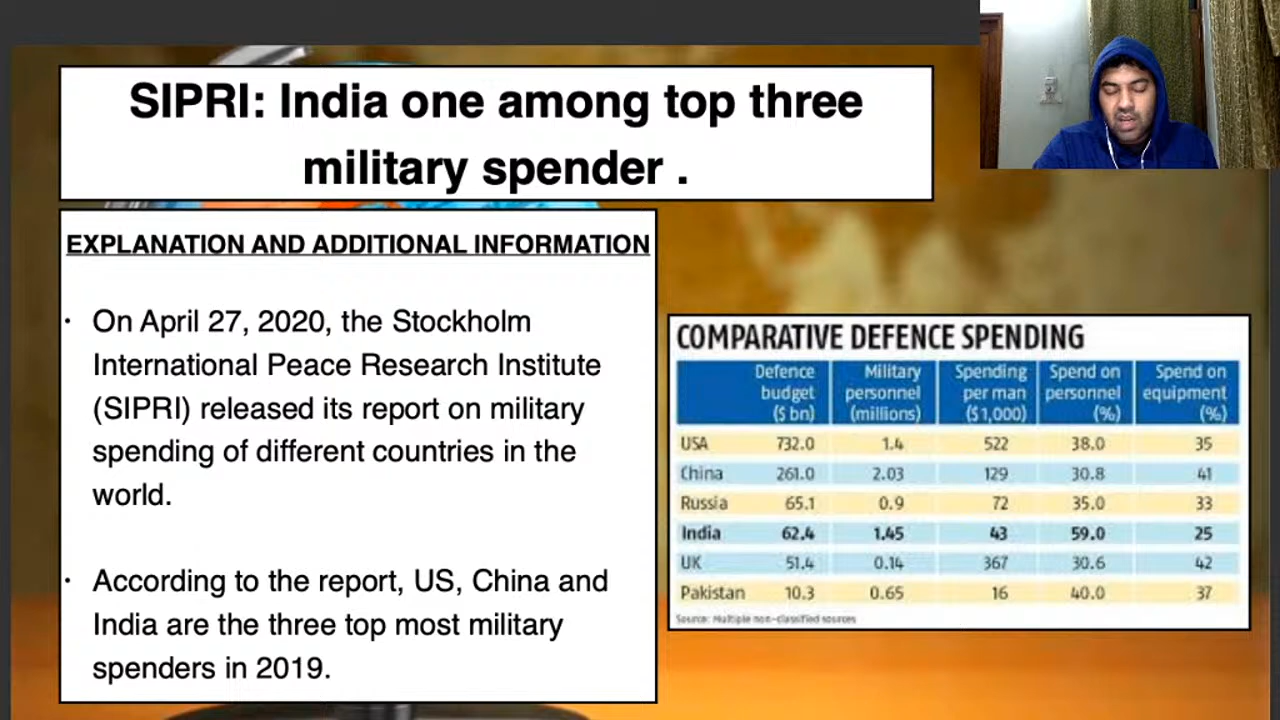 SIPRI: India one among top three
military spender .
EXPLANATION AND ADDITIONAL INFORMATION
· On April 27, 2020, the Stockholm
International Peace Research Institute
(SIPRI) released its report on military
spending of different countries in the
world.
· According to the report, US, China and
India are the three top most military
spenders in 2019.
COMPARATIVE DEFENCE SPENDING
Defence budget ($ bn) Military personnel (millions) Spending per man ($1,000) Spend on personnel (%) Spend on equipment (%)
USA 732.0 1.4 522 38.0 35
China 261.0 2.03 129 30.8 41
Russia 65.1 0.9 72 35.0 33
India 62.4 1.45 43 59.0 25
UK 51.4 0.14 367 30.6 42
Pakistan 10.3 0.65 16 40.0 37
Source: Multiple non-classified sources